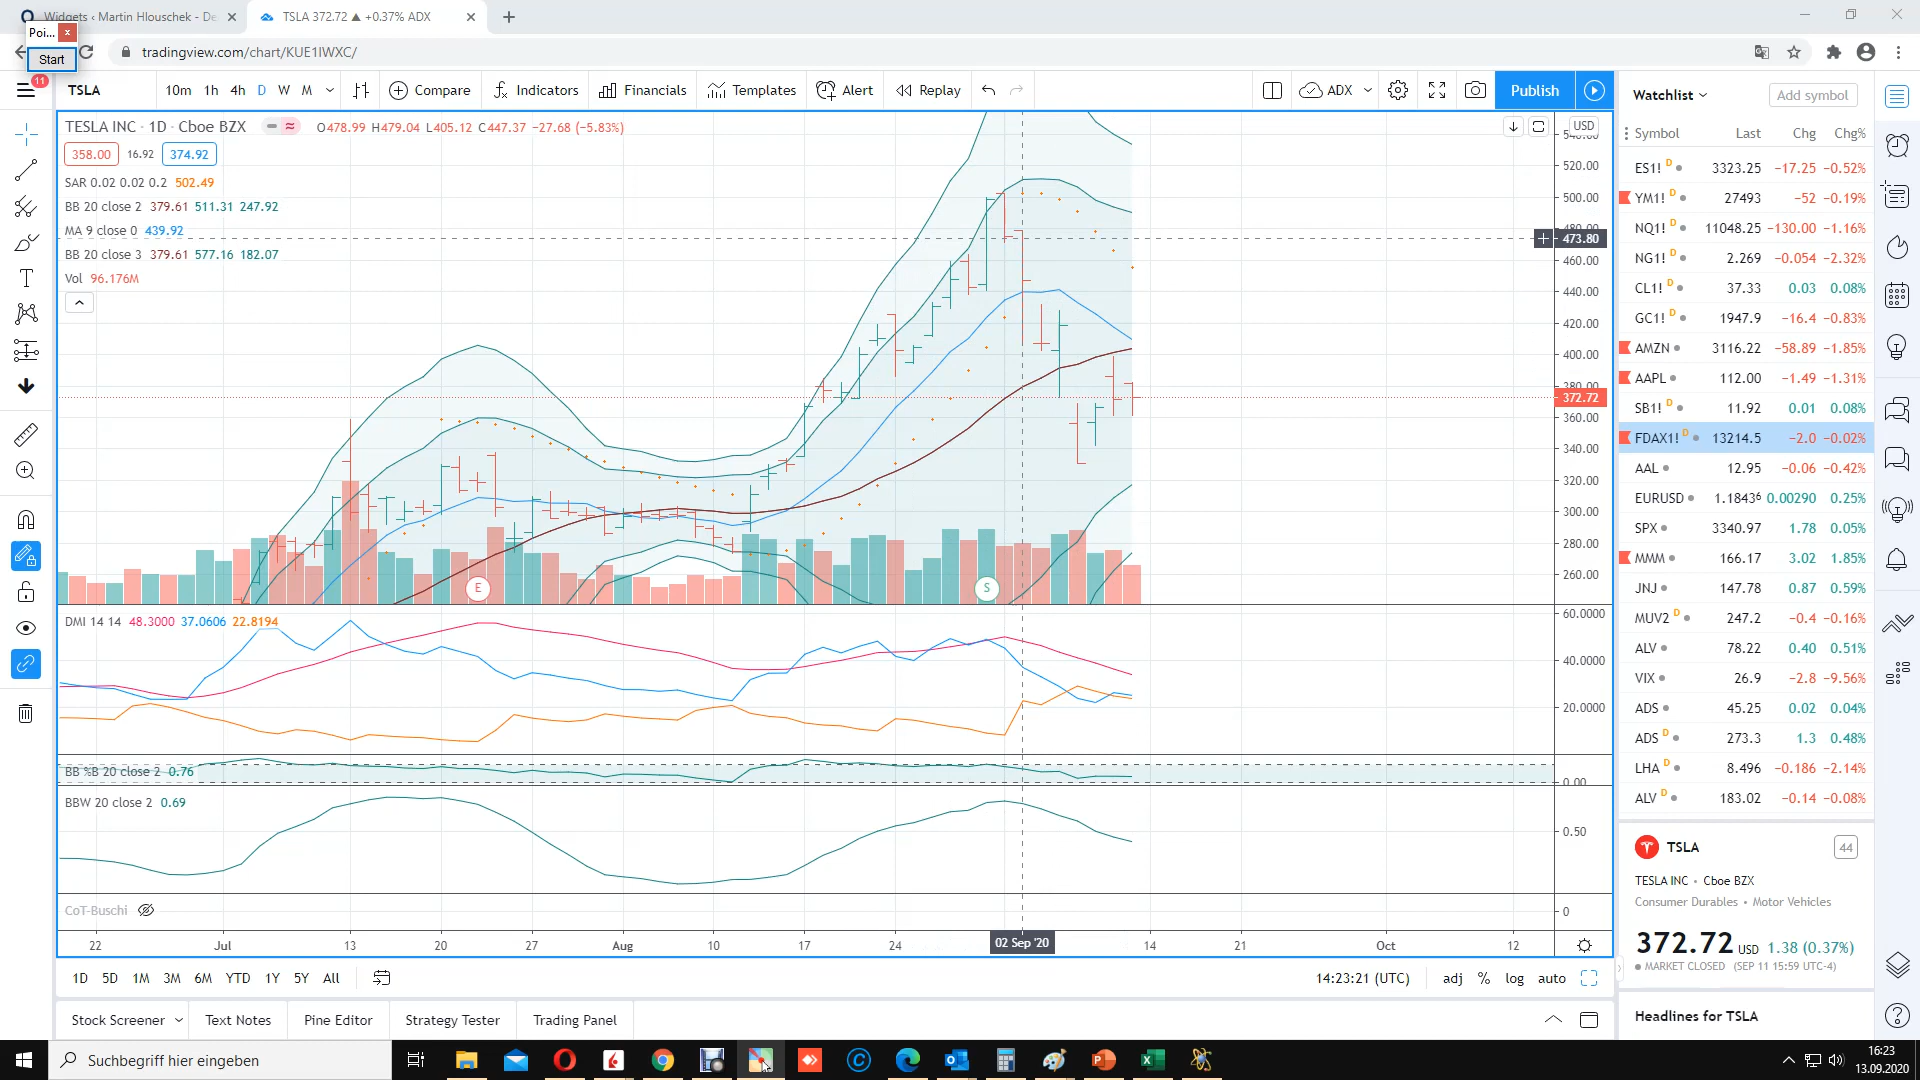 Widgets ‹ Martin Hlouschek - De
TSLA 372.72 ▲ +0.37% ADX
Poi...
Start
tradingview.com/chart/KUE1IWXC/
11
TSLA 10m 1h 4h D W M Compare Indicators Financials Templates Alert Replay ADX Publish
TESLA INC · 1D · Cboe BZX O478.99 H479.04 L405.12 C447.37 −27.68 (−5.83%)
358.00 16.92 374.92
SAR 0.02 0.02 0.2 502.49
BB 20 close 2 379.61 511.31 247.92
MA 9 close 0 439.92
BB 20 close 3 379.61 577.16 182.07
Vol 96.176M
USD
520.00
500.00
473.80
460.00
440.00
420.00
400.00
380.00
372.72
360.00
340.00
320.00
300.00
280.00
260.00
E
S
DMI 14 14 48.3000 37.0606 22.8194
60.0000
40.0000
20.0000
BB %B 20 close 2 0.76
0.00
BBW 20 close 2 0.69
0.50
CoT-Buschi
0
22 Jul 13 20 27 Aug 10 17 24 02 Sep '20 14 21 Oct 12
1D 5D 1M 3M 6M YTD 1Y 5Y All
14:23:21 (UTC) adj % log auto
Stock Screener Text Notes Pine Editor Strategy Tester Trading Panel
Watchlist Add symbol
Symbol Last Chg Chg%
ES1! D 3323.25 −17.25 −0.52%
YM1! D 27493 −52 −0.19%
NQ1! D 11048.25 −130.00 −1.16%
NG1! D 2.269 −0.054 −2.32%
CL1! D 37.33 0.03 0.08%
GC1! D 1947.9 −16.4 −0.83%
AMZN 3116.22 −58.89 −1.85%
AAPL 112.00 −1.49 −1.31%
SB1! D 11.92 0.01 0.08%
FDAX1! D 13214.5 −2.0 −0.02%
AAL 12.95 −0.06 −0.42%
EURUSD 1.18436 0.00290 0.25%
SPX 3340.97 1.78 0.05%
MMM 166.17 3.02 1.85%
JNJ 147.78 0.87 0.59%
MUV2 D 247.2 −0.4 −0.16%
ALV 78.22 0.40 0.51%
VIX 26.9 −2.8 −9.56%
ADS 45.25 0.02 0.04%
ADS D 273.3 1.3 0.48%
LHA D 8.496 −0.186 −2.14%
ALV D 183.02 −0.14 −0.08%
TSLA 44
TESLA INC • Cboe BZX
Consumer Durables • Motor Vehicles
372.72 USD 1.38 (0.37%)
MARKET CLOSED (SEP 11 15:59 UTC-4)
Headlines for TSLA
Suchbegriff hier eingeben
16:23
13.09.2020